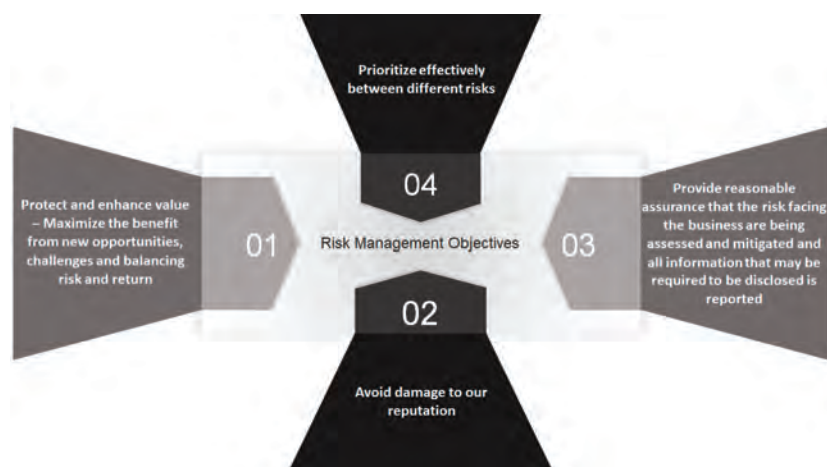 Prioritize effectively
between different risks
04
Protect and enhance value
– Maximize the benefit
from new opportunities,
challenges and balancing
risk and return
01
Risk Management Objectives
03
Provide reasonable
assurance that the risk facing
the business are being
assessed and mitigated and
all information that may be
required to be disclosed is
reported
02
Avoid damage to our
reputation